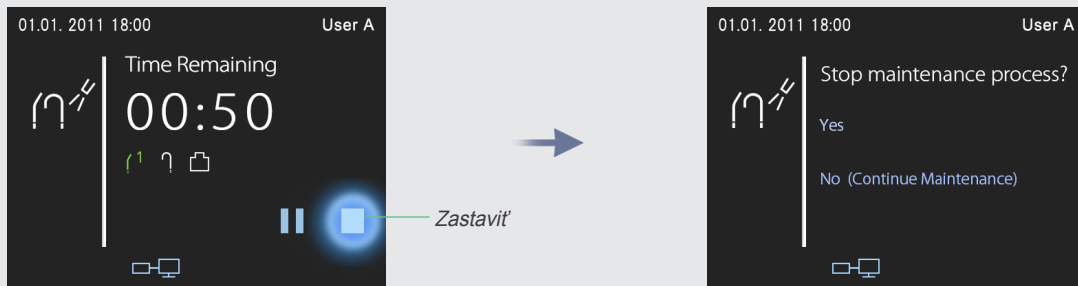 01.01. 2011 18:00 User A
Time Remaining
00:50
1
Zastaviť
01.01. 2011 18:00 User A
Stop maintenance process?
Yes
No (Continue Maintenance)